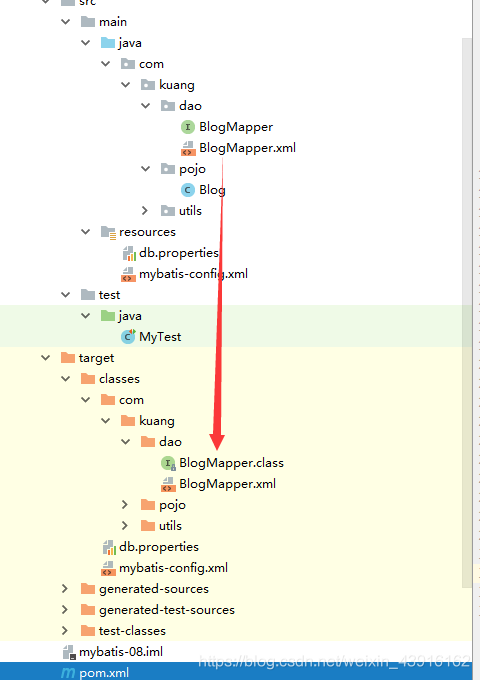 src
main
java
com
kuang
dao
BlogMapper
BlogMapper.xml
pojo
Blog
utils
resources
db.properties
mybatis-config.xml
test
java
MyTest
target
classes
com
kuang
dao
BlogMapper.class
BlogMapper.xml
pojo
utils
db.properties
mybatis-config.xml
generated-sources
generated-test-sources
test-classes
mybatis-08.iml
https://blog.csdn.net/weixin_43916162
pom.xml